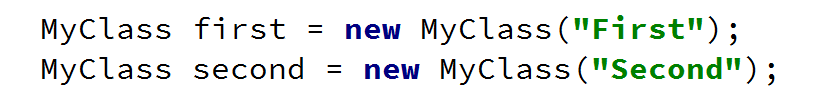 MyClass first = new MyClass("First");
MyClass second = new MyClass("Second");